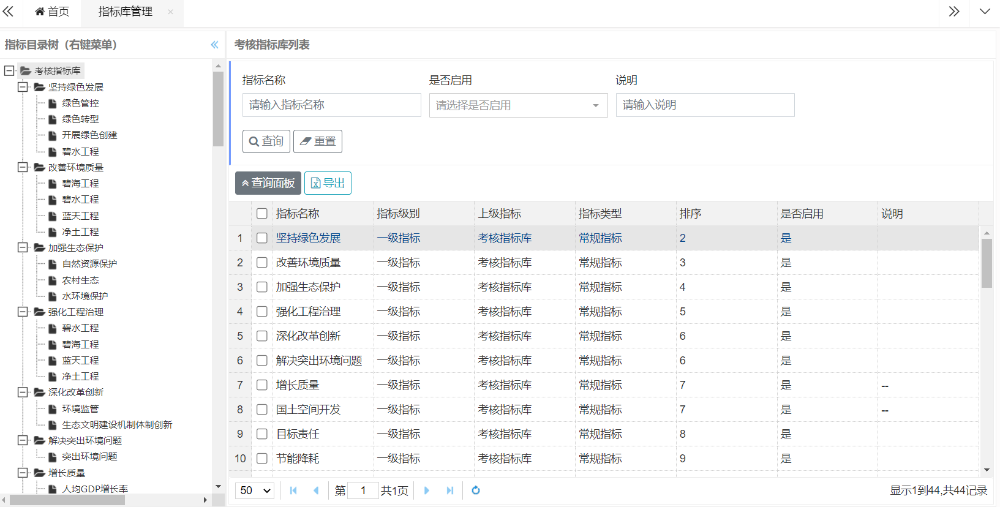 首页
指标库管理
指标目录树（右键菜单）
考核指标库
坚持绿色发展
绿色管控
绿色转型
开展绿色创建
碧水工程
改善环境质量
碧海工程
碧水工程
蓝天工程
净土工程
加强生态保护
自然资源保护
农村生态
水环境保护
强化工程治理
碧水工程
碧海工程
蓝天工程
净土工程
深化改革创新
环境监管
生态文明建设机制体制创新
解决突出环境问题
突出环境问题
增长质量
人均GDP增长率
考核指标库列表
指标名称 是否启用 说明
请输入指标名称 请选择是否启用 请输入说明
查询 重置
查询面板 导出
指标名称 指标级别 上级指标 指标类型 排序 是否启用 说明
1 坚持绿色发展 一级指标 考核指标库 常规指标 2 是
2 改善环境质量 一级指标 考核指标库 常规指标 3 是
3 加强生态保护 一级指标 考核指标库 常规指标 4 是
4 强化工程治理 一级指标 考核指标库 常规指标 5 是
5 深化改革创新 一级指标 考核指标库 常规指标 6 是
6 解决突出环境问题 一级指标 考核指标库 常规指标 6 是
7 增长质量 一级指标 考核指标库 常规指标 7 是 --
8 国土空间开发 一级指标 考核指标库 常规指标 7 是 --
9 目标责任 一级指标 考核指标库 常规指标 8 是
10 节能降耗 一级指标 考核指标库 常规指标 9 是
50 第 1 共1页 显示1到44,共44记录